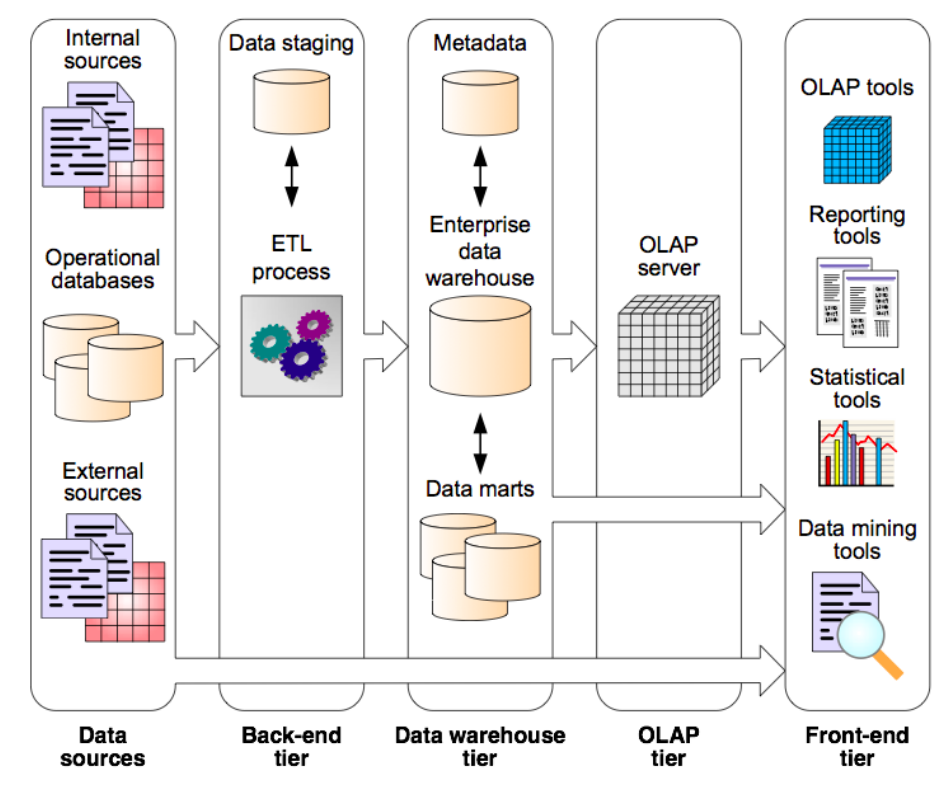 Internal
sources
Operational
databases
External
sources
Data
sources
Data staging
ETL
process
Back-end
tier
Metadata
Enterprise
data
warehouse
Data marts
Data warehouse
tier
OLAP
server
OLAP
tier
OLAP tools
Reporting
tools
Statistical
tools
Data mining
tools
Front-end
tier